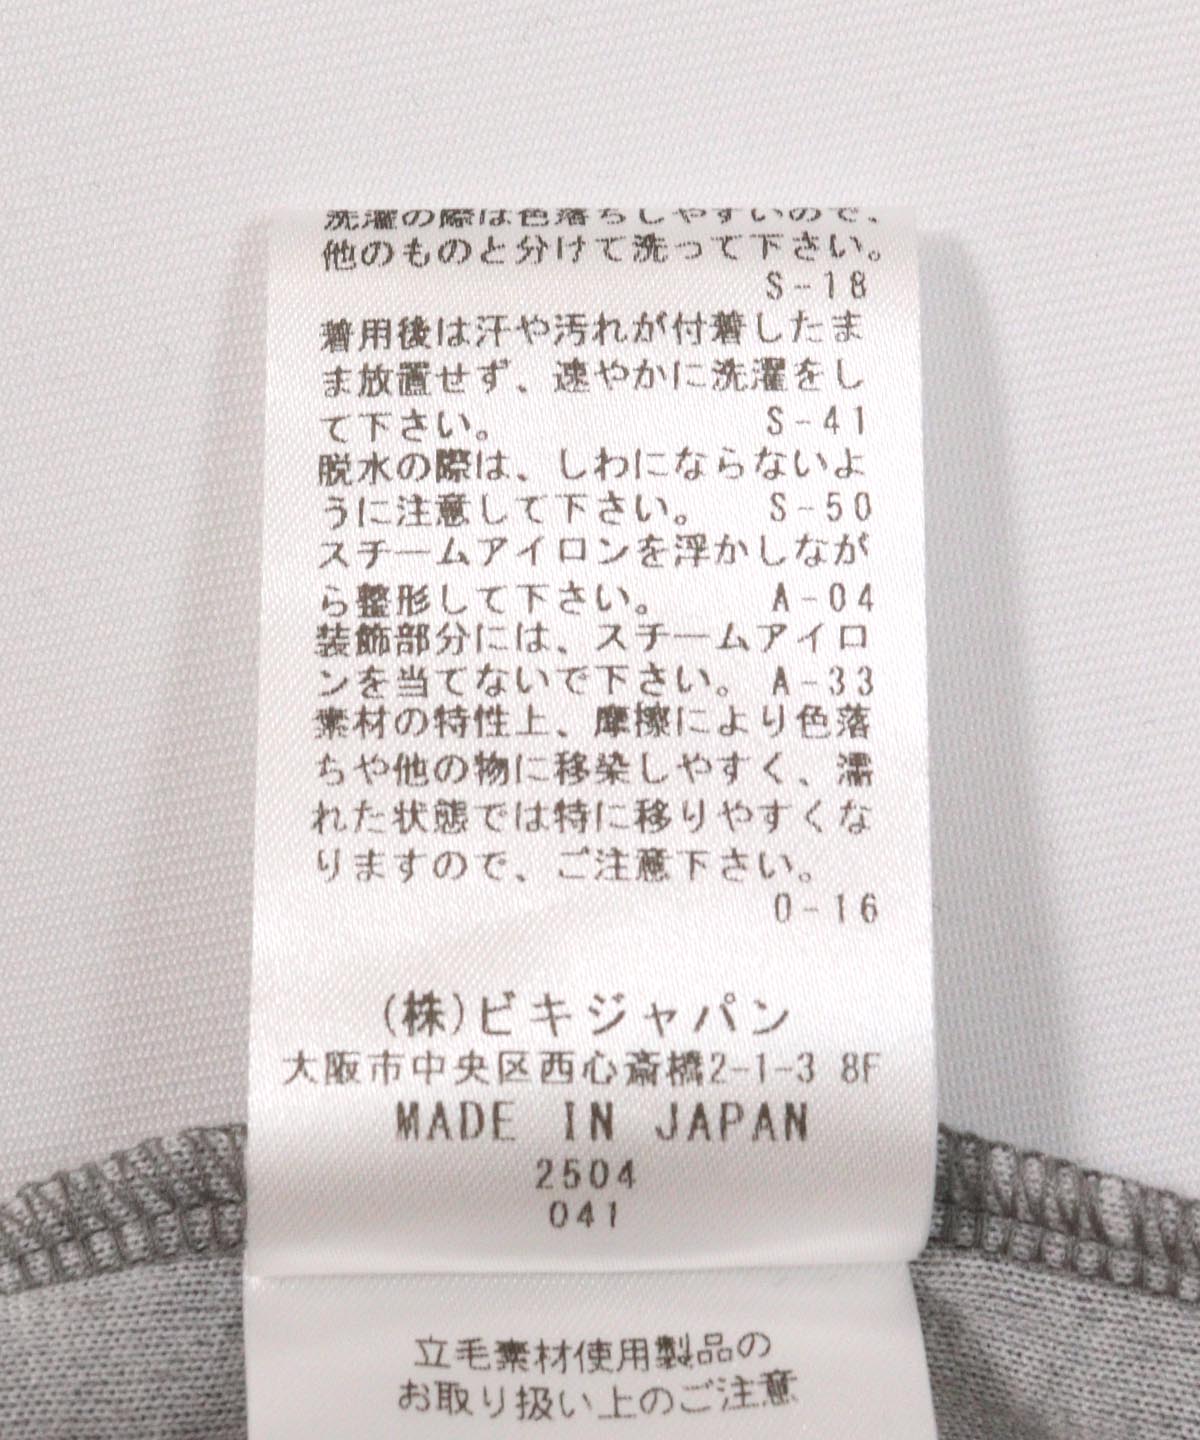 洗濯の際は色落ちしやすいので、
他のものと分けて洗って下さい。
S-18
着用後は汗や汚れが付着したま
ま放置せず、速やかに洗濯をし
て下さい。 S-41
脱水の際は、しわにならないよ
うに注意して下さい。 S-50
スチームアイロンを浮かしなが
ら整形して下さい。 A-04
装飾部分には、スチームアイロ
ンを当てないで下さい。 A-33
素材の特性上、摩擦により色落
ちや他の物に移染しやすく、濡
れた状態では特に移りやすくな
りますので、ご注意下さい。
O-16
(株)ビキジャパン
大阪市中央区西心斎橋2-1-3 8F
MADE IN JAPAN
2504
041
立毛素材使用製品の
お取り扱い上のご注意